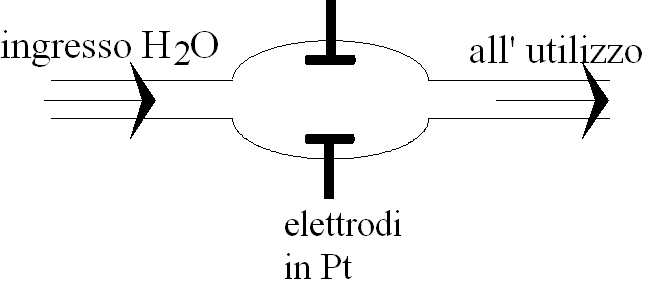 ingresso H2O
all' utilizzo
elettrodi
in Pt